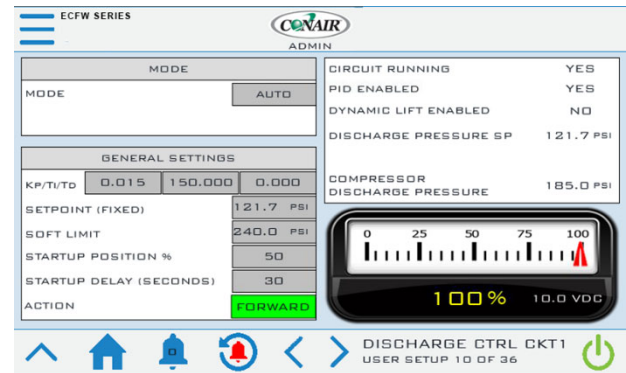 ECFW SERIES
CONAIR
ADMIN
MODE
MODE AUTO
GENERAL SETTINGS
KP/TI/TD 0.015 150.000 0.000
SETPOINT (FIXED) 121.7 PSI
SOFT LIMIT 240.0 PSI
STARTUP POSITION % 50
STARTUP DELAY (SECONDS) 30
ACTION FORWARD
CIRCUIT RUNNING YES
PID ENABLED YES
DYNAMIC LIFT ENABLED NO
DISCHARGE PRESSURE SP 121.7 PSI
COMPRESSOR
DISCHARGE PRESSURE 185.0 PSI
0 25 50 75 100
100% 10.0 VDC
0
DISCHARGE CTRL CKT1
USER SETUP 10 OF 36